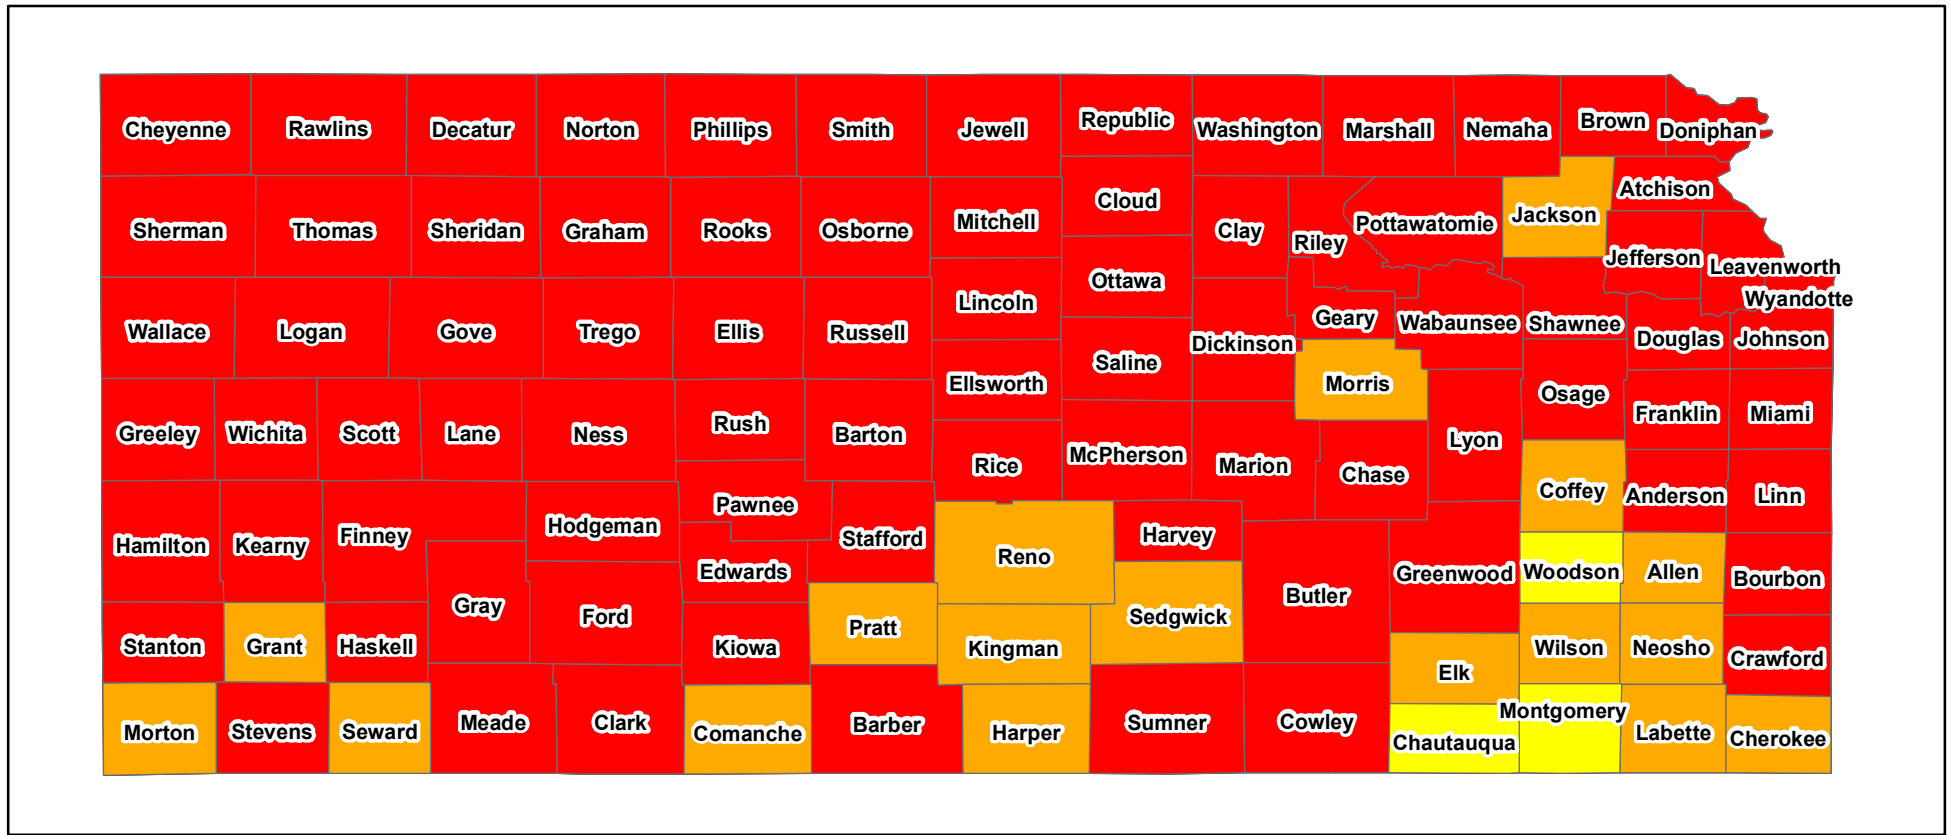 Cheyenne
Rawlins
Decatur
Norton
Phillips
Smith
Jewell
Republic
Washington
Marshall
Nemaha
Brown
Doniphan
Sherman
Thomas
Sheridan
Graham
Rooks
Osborne
Mitchell
Cloud
Clay
Riley
Pottawatomie
Jackson
Atchison
Jefferson
Leavenworth
Wyandotte
Wallace
Logan
Gove
Trego
Ellis
Russell
Lincoln
Ottawa
Saline
Dickinson
Geary
Wabaunsee
Shawnee
Douglas
Johnson
Greeley
Wichita
Scott
Lane
Ness
Rush
Barton
Ellsworth
Rice
McPherson
Marion
Morris
Chase
Lyon
Osage
Franklin
Miami
Hamilton
Kearny
Finney
Hodgeman
Pawnee
Edwards
Stafford
Reno
Harvey
Butler
Greenwood
Coffey
Anderson
Linn
Woodson
Allen
Bourbon
Stanton
Grant
Haskell
Gray
Ford
Kiowa
Pratt
Kingman
Sedgwick
Elk
Wilson
Neosho
Crawford
Morton
Stevens
Seward
Meade
Clark
Comanche
Barber
Harper
Sumner
Cowley
Chautauqua
Montgomery
Labette
Cherokee